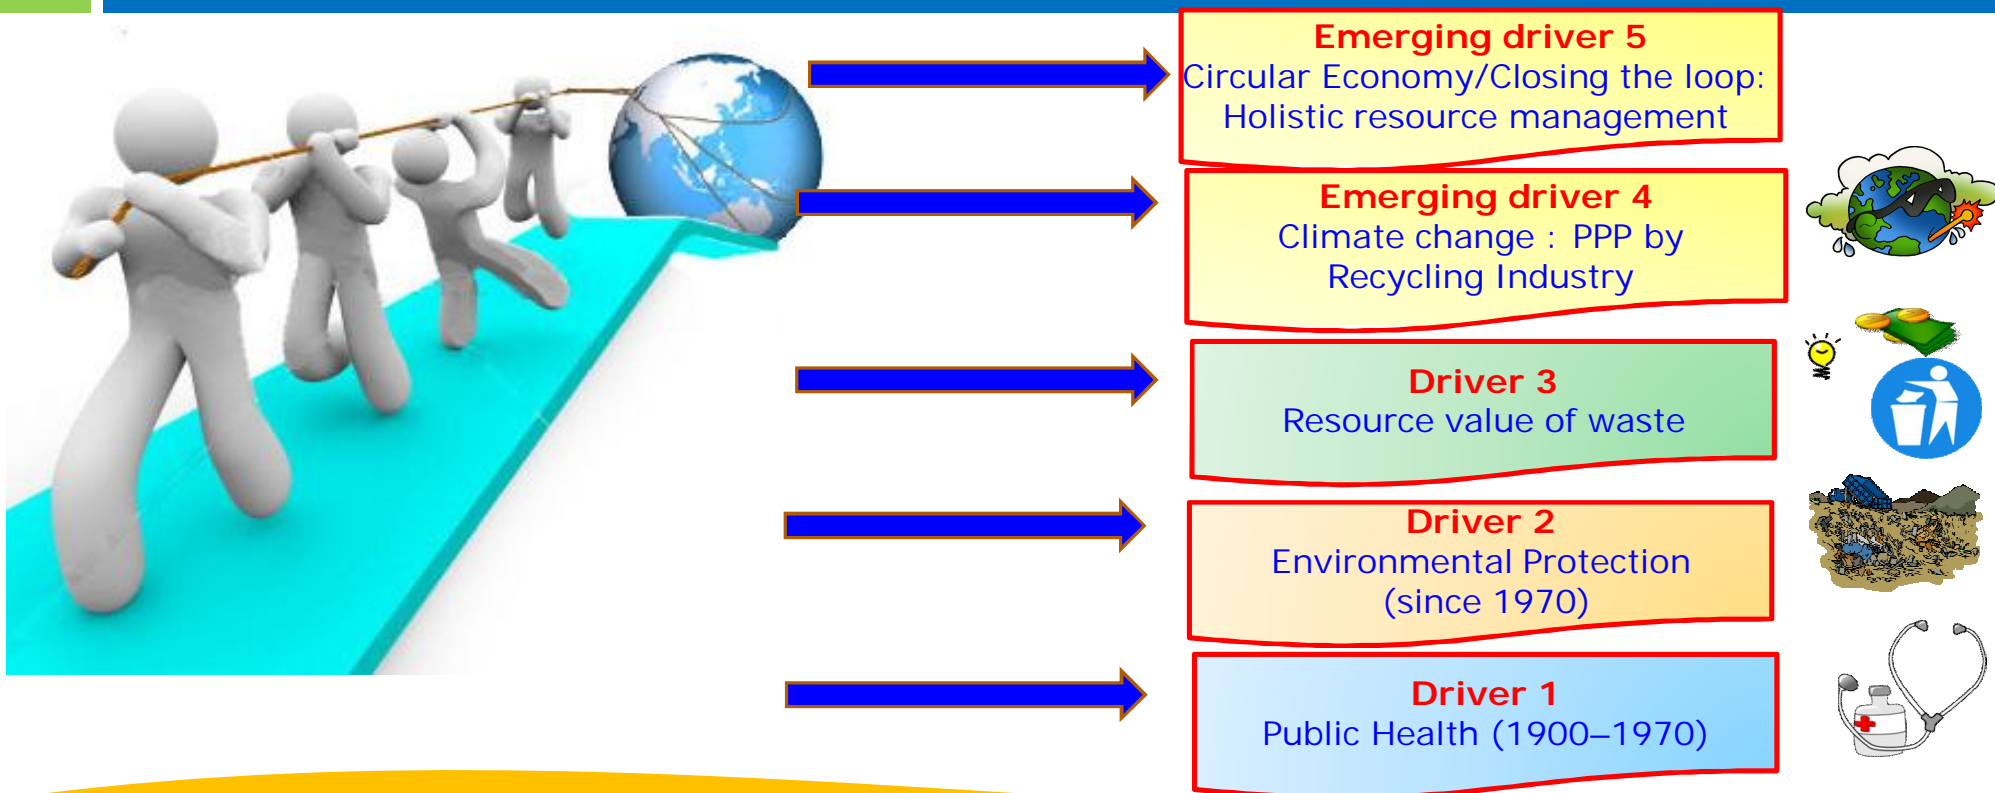 Emerging driver 5
Circular Economy/Closing the loop:
Holistic resource management
Emerging driver 4
Climate change : PPP by
Recycling Industry
Driver 3
Resource value of waste
Driver 2
Environmental Protection
(since 1970)
Driver 1
Public Health (1900–1970)